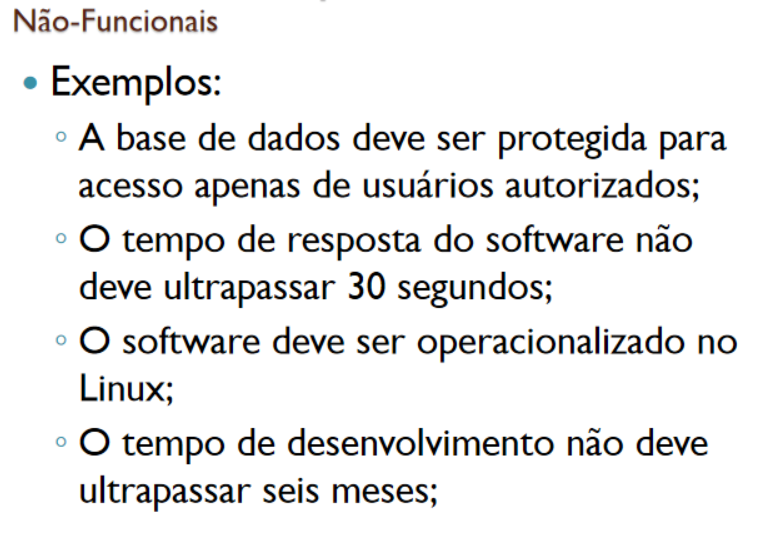 Não-Funcionais
• Exemplos:
◦ A base de dados deve ser protegida para
acesso apenas de usuários autorizados;
◦ O tempo de resposta do software não
deve ultrapassar 30 segundos;
◦ O software deve ser operacionalizado no
Linux;
◦ O tempo de desenvolvimento não deve
ultrapassar seis meses;